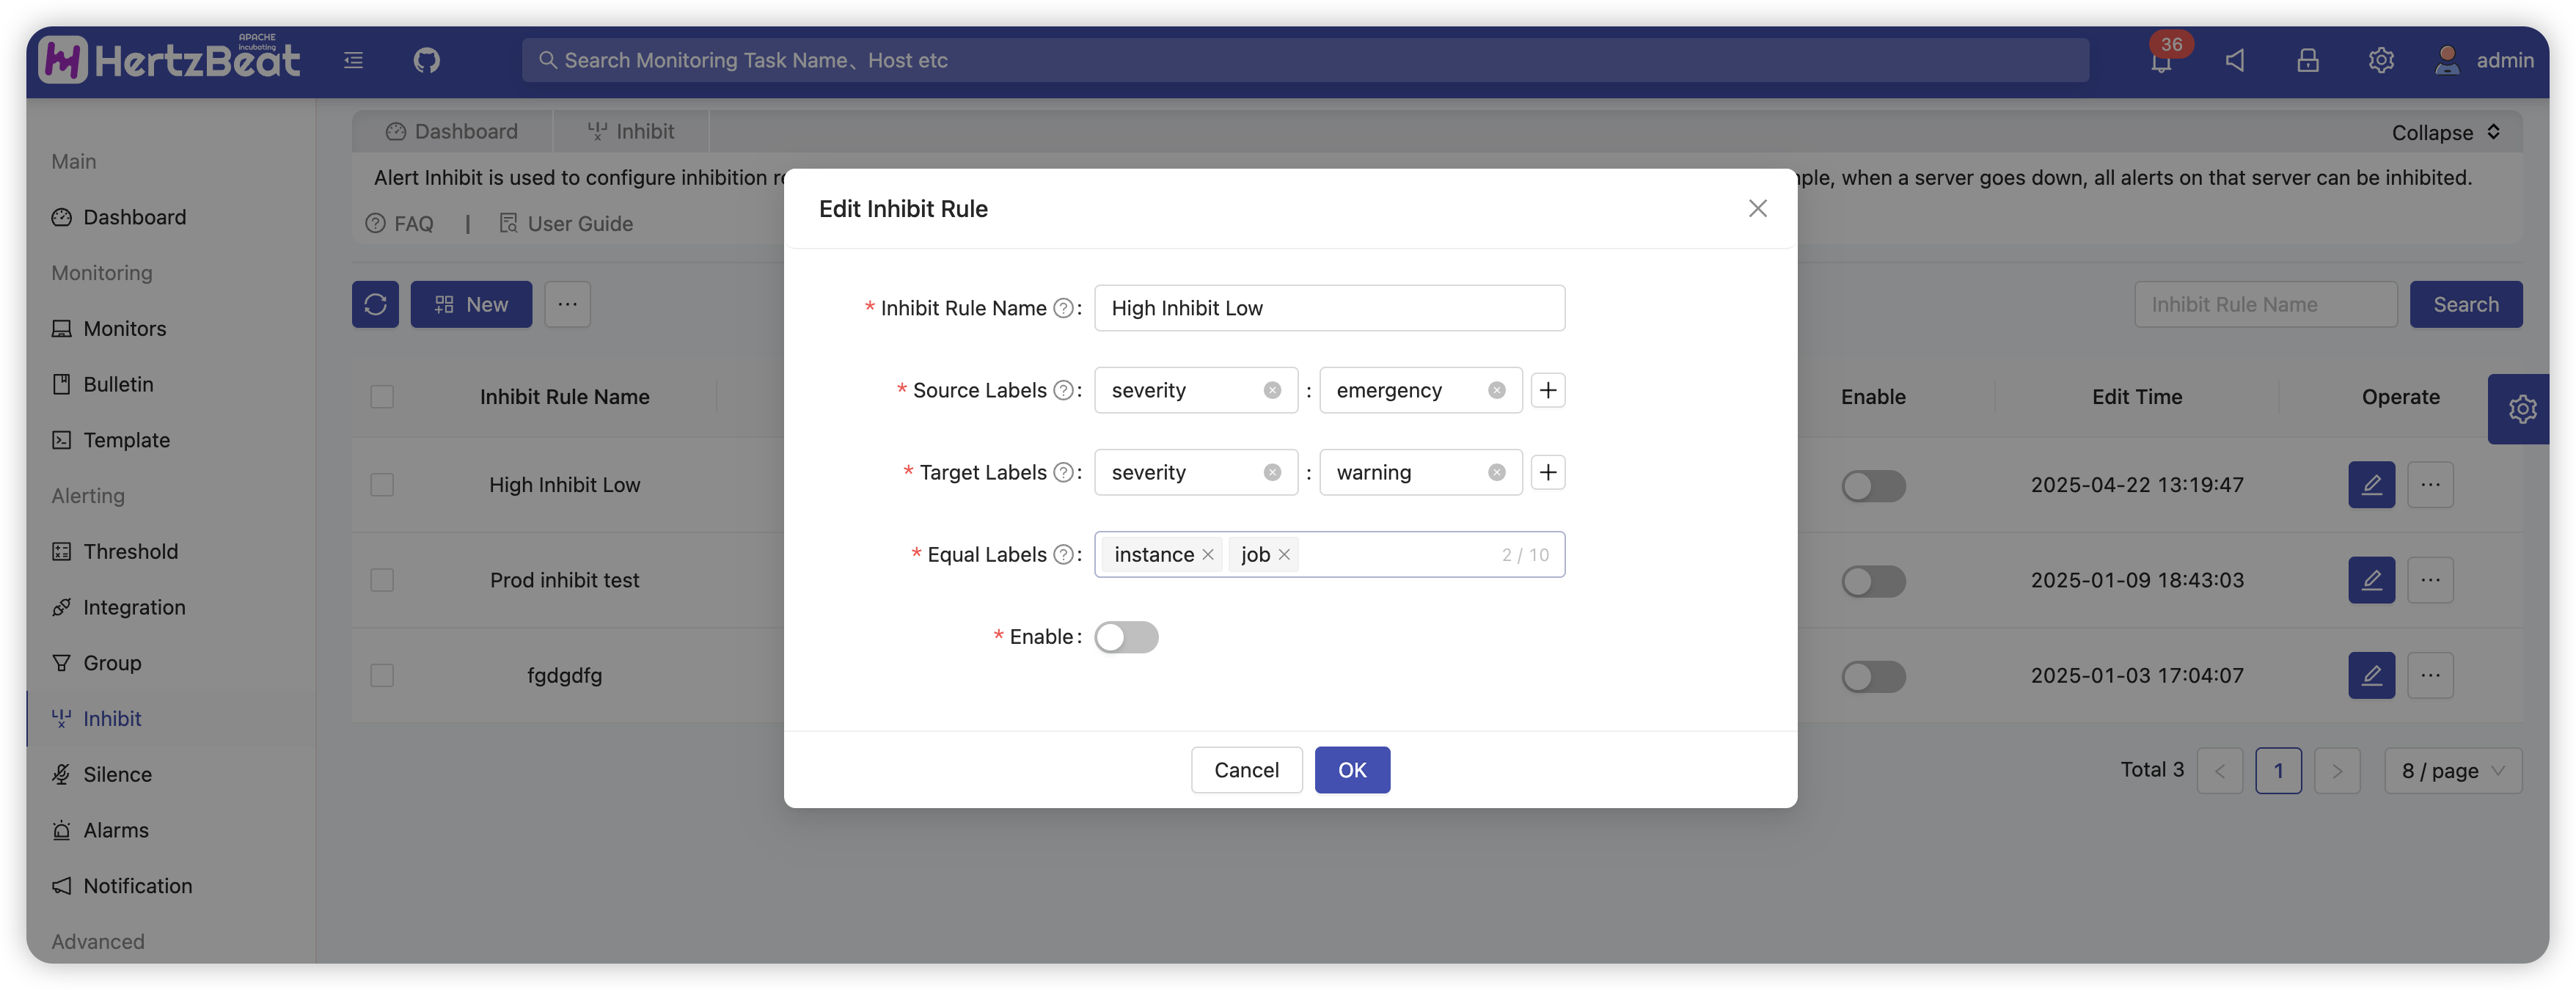 APACHE
Incubating
HertzBeat
Search Monitoring Task Name、Host etc
36
admin
Main
Dashboard
Monitoring
Monitors
Bulletin
Template
Alerting
Threshold
Integration
Group
Inhibit
Silence
Alarms
Notification
Advanced
Dashboard
Inhibit
Collapse
Alert Inhibit is used to configure inhibition
ple, when a server goes down, all alerts on that server can be inhibited.
FAQ | User Guide
New
...
Inhibit Rule Name
Search
Inhibit Rule Name
Enable
Edit Time
Operate
High Inhibit Low
2025-04-22 13:19:47
...
Prod inhibit test
2025-01-09 18:43:03
...
fgdgdfg
2025-01-03 17:04:07
...
Total 3
<
1
>
8 / page
Edit Inhibit Rule
* Inhibit Rule Name ? : High Inhibit Low
* Source Labels ? : severity : emergency +
* Target Labels ? : severity : warning +
* Equal Labels ? : instance × job × 2 / 10
* Enable :
Cancel
OK